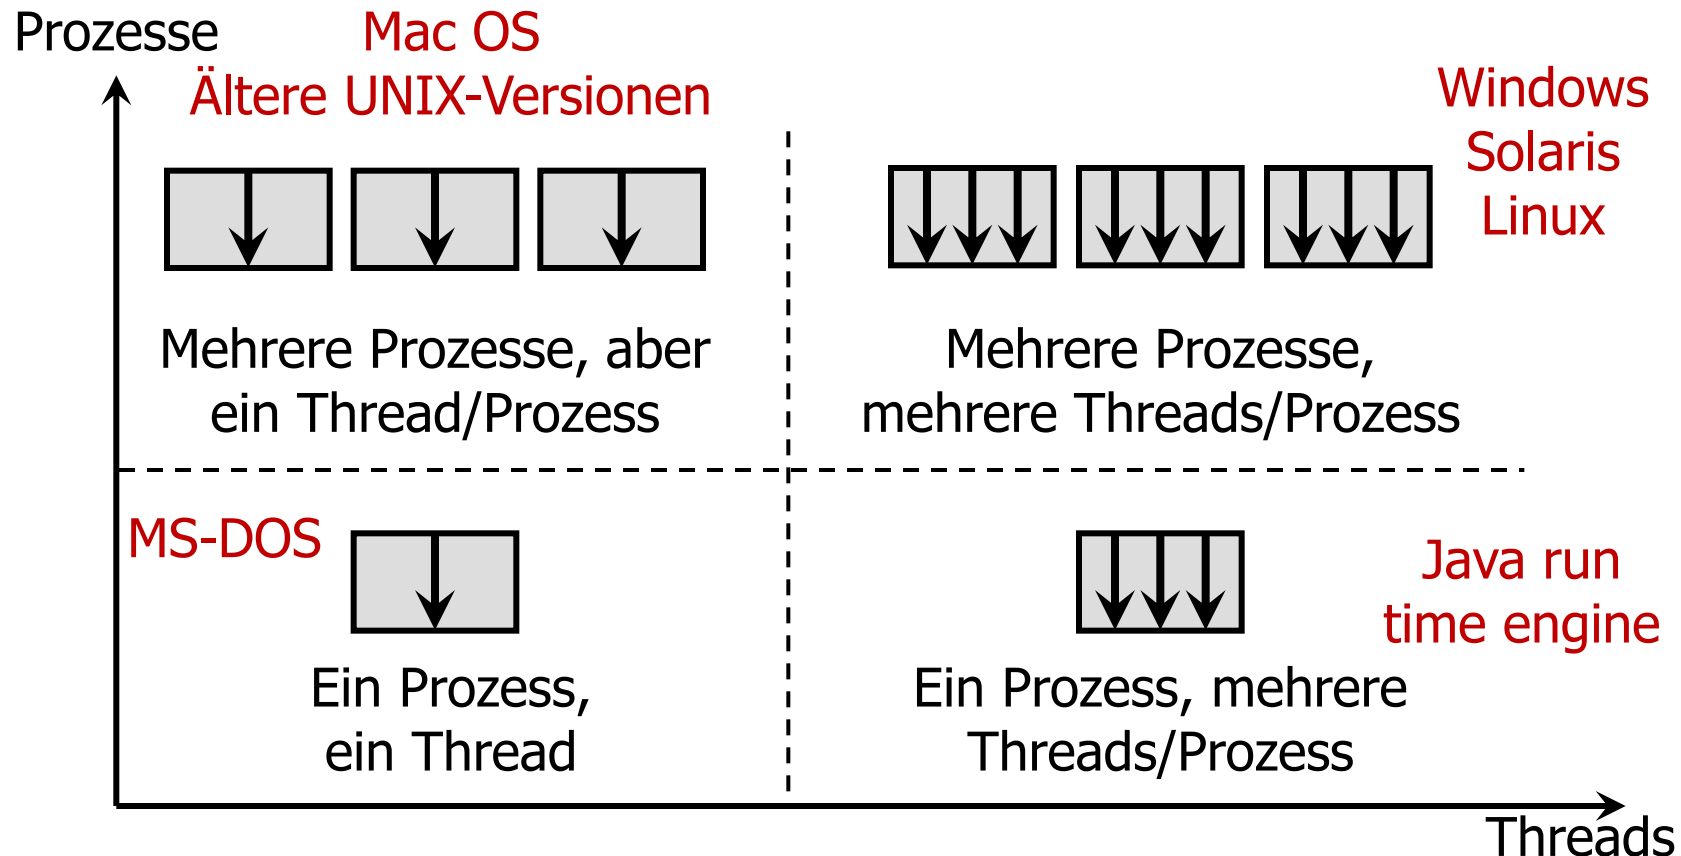 Prozesse
Mac OS
Ältere UNIX-Versionen
Windows
Solaris
Linux
Mehrere Prozesse, aber
ein Thread/Prozess
Mehrere Prozesse,
mehrere Threads/Prozess
MS-DOS
Java run
time engine
Ein Prozess,
ein Thread
Ein Prozess, mehrere
Threads/Prozess
Threads